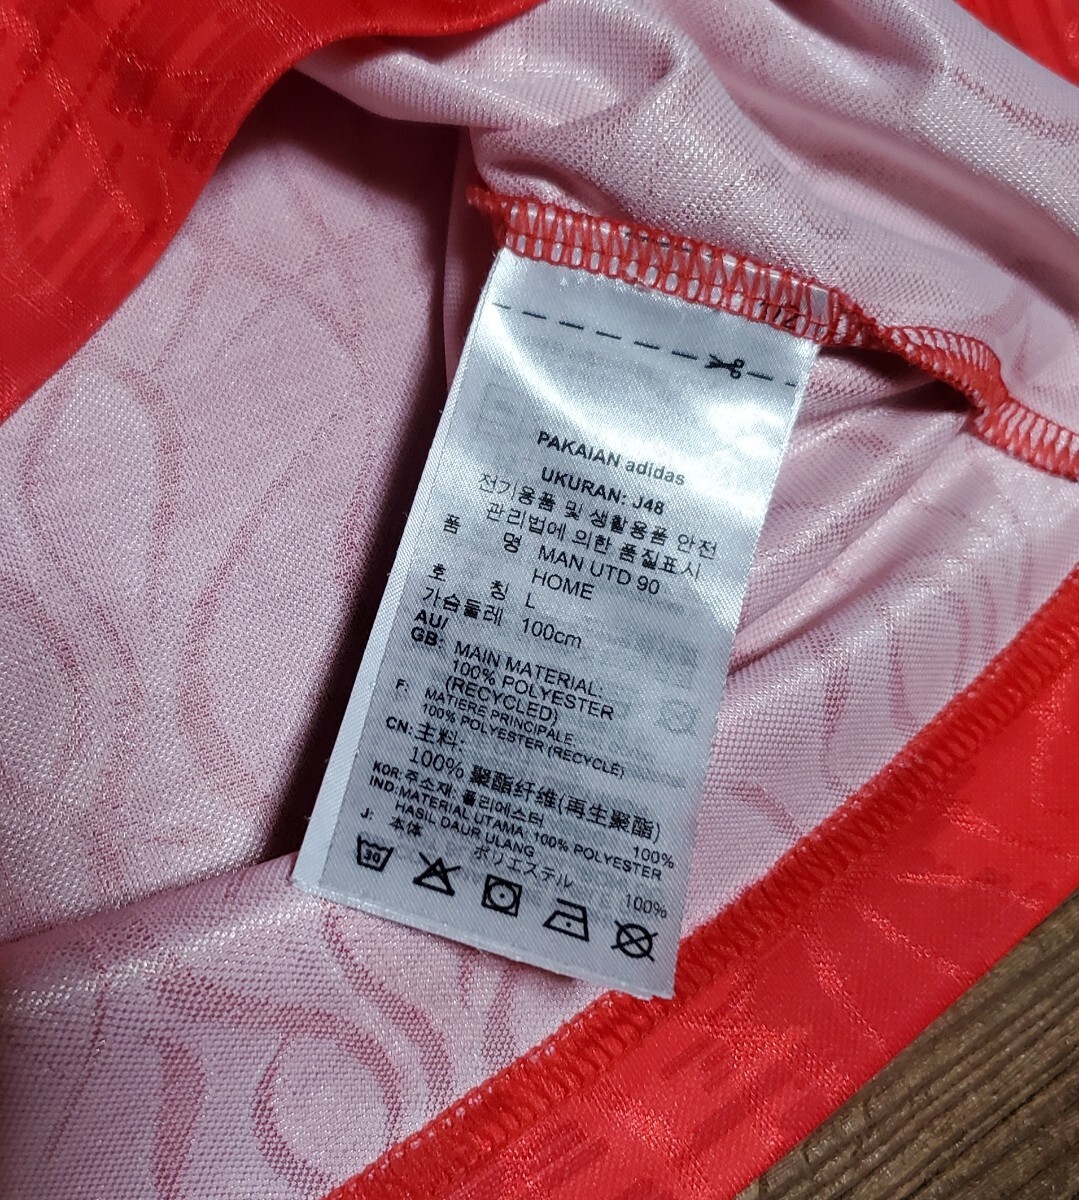 112
PAKAIAN adidas
UKURAN: J48
전기용품 및 생활용품 안전
관리법에 의한 품질표시
품 명 MAN UTD 90
HOME
호 칭 L
가슴둘레 100cm
AU/
GB: MAIN MATERIAL:
100% POLYESTER
(RECYCLED)
F: MATIERE PRINCIPALE:
100% POLYESTER (RECYCLÉ)
CN: 主料:
100% 聚酯纤维(再生聚酯)
KOR: 주소재: 폴리에스터 100%
IND: MATERIAL UTAMA: 100% POLYESTER
HASIL DAUR ULANG
J: 本体
ポリエステル 100%
30